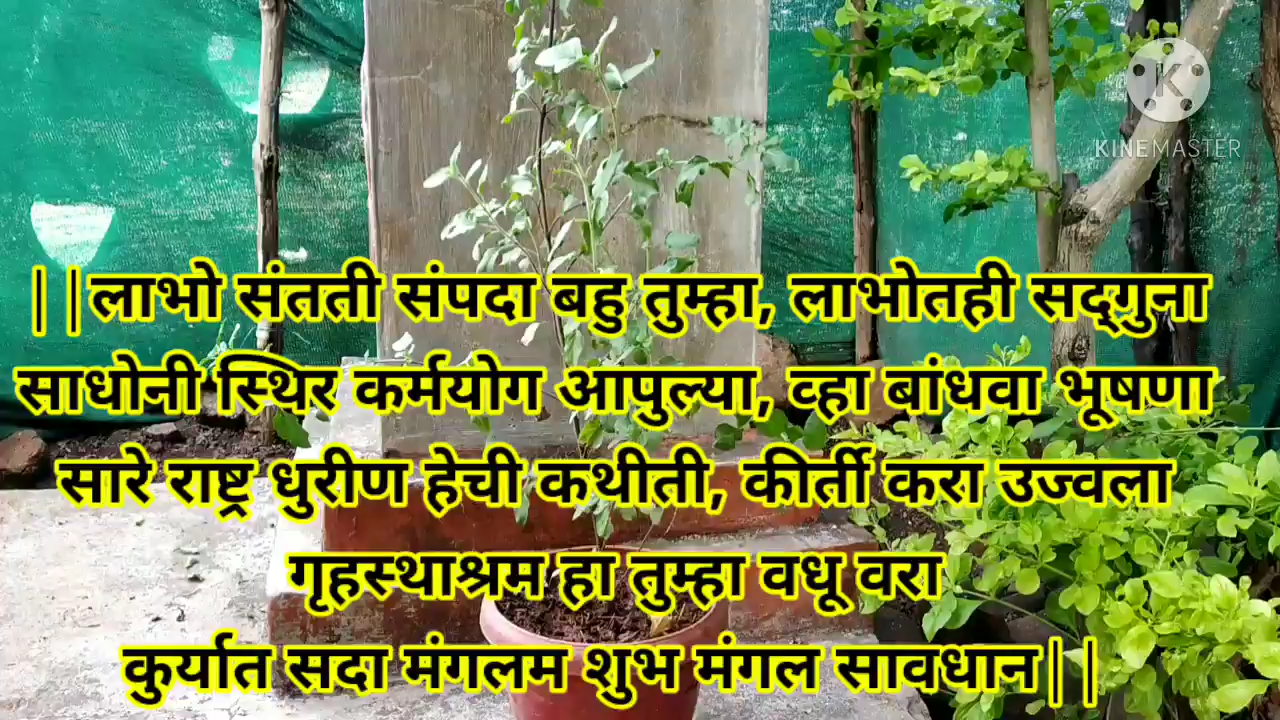 KINEMASTER
||लाभो संतती संपदा बहु तुम्हा, लाभोतही सद्गुना
साधोनी स्थिर कर्मयोग आपुल्या, व्हा बांधवा भूषणा
सारे राष्ट्र धुरीण हेची कथीती, कीर्ती करा उज्वला
गृहस्थाश्रम हा तुम्हा वधू वरा
कुर्यात सदा मंगलम शुभ मंगल सावधान||